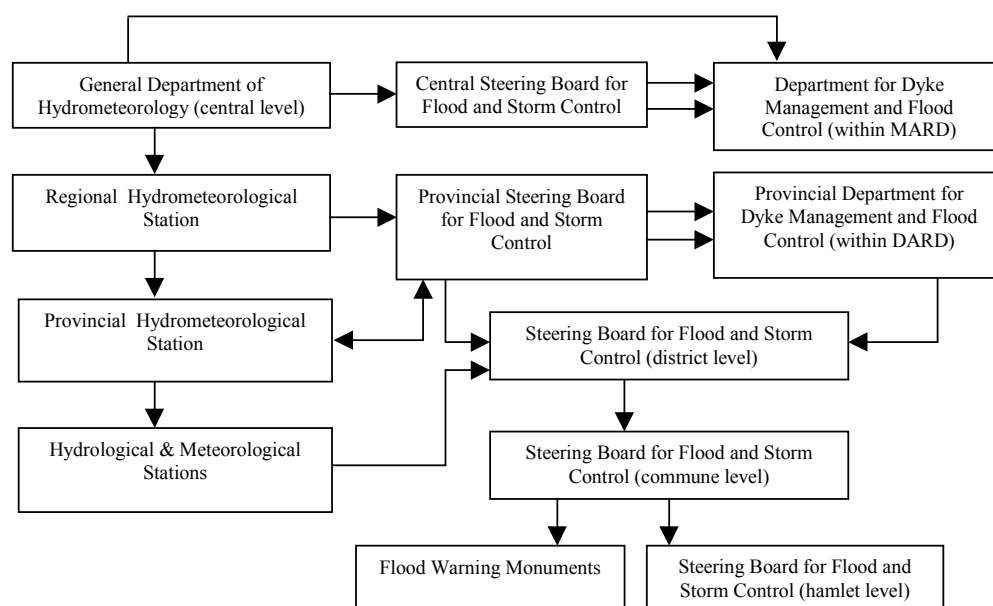 General Department of
Hydrometeorology (central level)
Central Steering Board for
Flood and Storm Control
Department for Dyke
Management and Flood
Control (within MARD)
Regional Hydrometeorological
Station
Provincial Steering Board
for Flood and Storm
Control
Provincial Department for
Dyke Management and Flood
Control (within DARD)
Provincial Hydrometeorological
Station
Steering Board for Flood and Storm
Control (district level)
Hydrological & Meteorological
Stations
Steering Board for Flood and Storm
Control (commune level)
Flood Warning Monuments
Steering Board for Flood and
Storm Control (hamlet level)